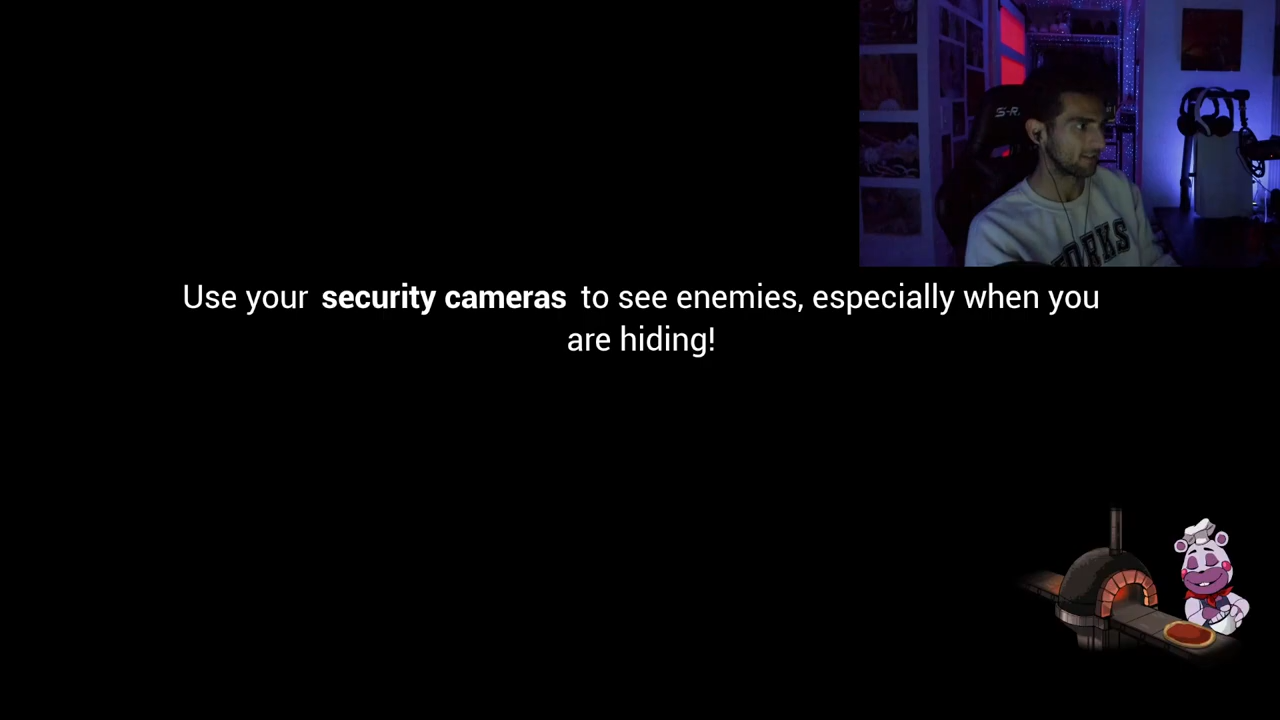 S-R
Use your security cameras to see enemies, especially when you
are hiding!